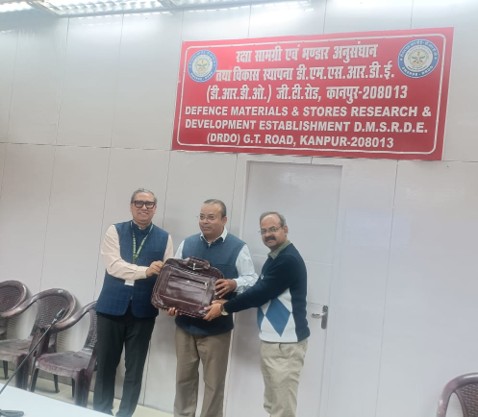 रक्षा सामग्री एवं भण्डार अनुसंधान
तथा विकास स्थापना डी.एम.एस.आर.डी.ई.
(डी.आर.डी.ओ.) जी.टी.रोड, कानपुर-208013
DEFENCE MATERIALS & STORES RESEARCH &
DEVELOPMENT ESTABLISHMENT D.M.S.R.D.E.
(DRDO) G.T. ROAD, KANPUR-208013